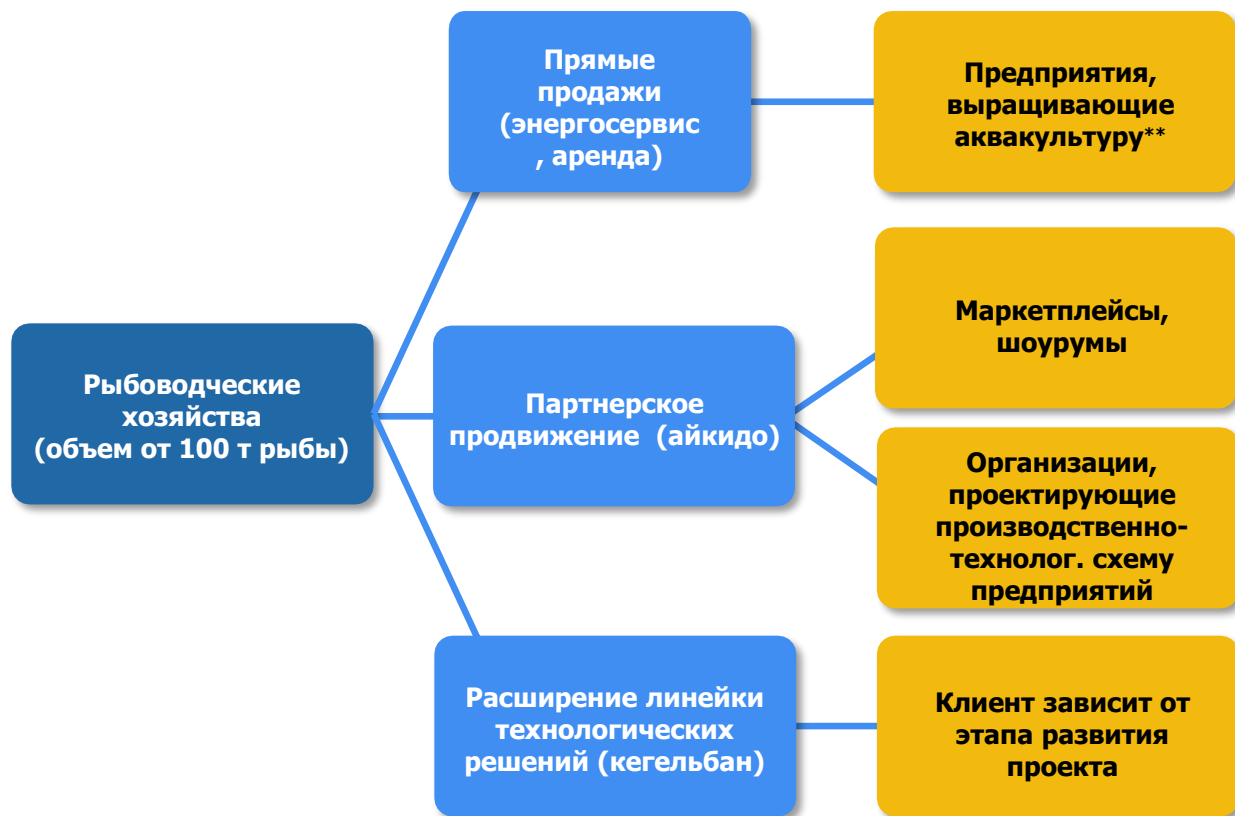 Прямые
продажи
(энергосервис
, аренда)
Предприятия,
выращивающие
аквакультуру**
Маркетплейсы,
шоурумы
Рыбоводческие
хозяйства
(объем от 100 т рыбы)
Партнерское
продвижение  (айкидо)
Организации,
проектирующие
производственно-
технолог. схему
предприятий
Расширение линейки
технологических
решений (кегельбан)
Клиент зависит от
этапа развития
проекта